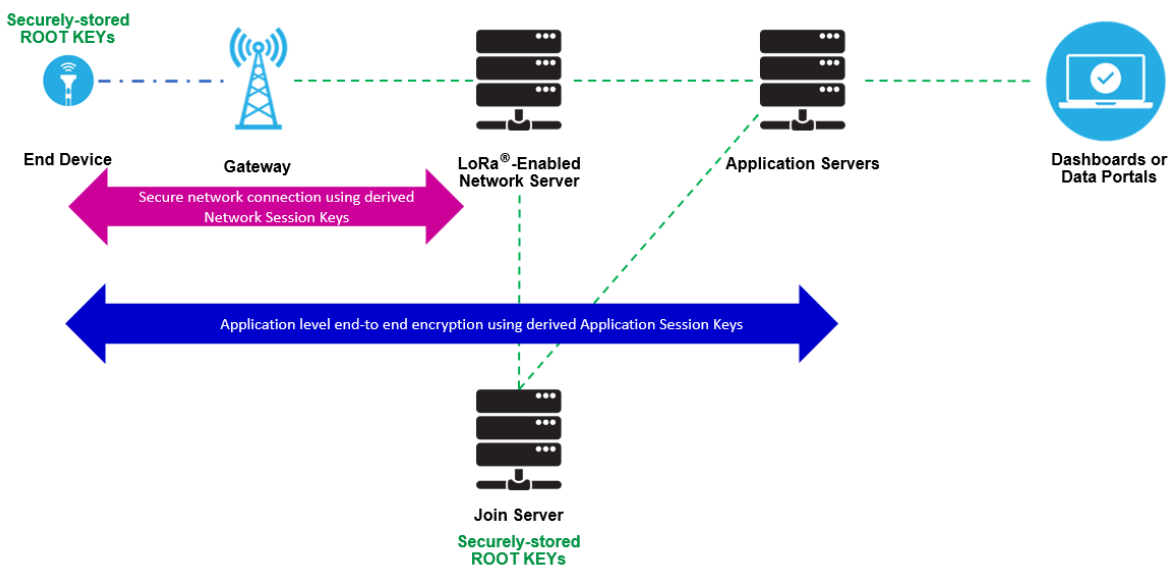 Securely-stored
ROOT KEYs
End Device
Gateway
LoRa®-Enabled
Network Server
Application Servers
Dashboards or
Data Portals
Secure network connection using derived
Network Session Keys
Application level end-to end encryption using derived Application Session Keys
Join Server
Securely-stored
ROOT KEYs